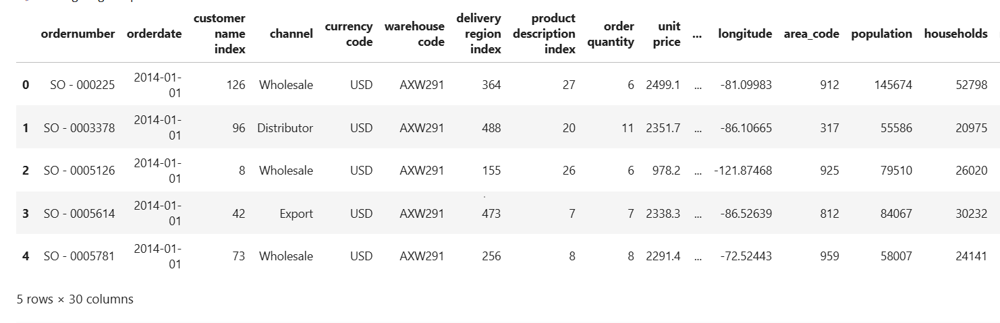 ordernumber orderdate customer name index channel currency code warehouse code delivery region index product description index order quantity unit price ... longitude area_code population households
0 SO - 000225 2014-01-01 126 Wholesale USD AXW291 364 27 6 2499.1 ... -81.09983 912 145674 52798
1 SO - 0003378 2014-01-01 96 Distributor USD AXW291 488 20 11 2351.7 ... -86.10665 317 55586 20975
2 SO - 0005126 2014-01-01 8 Wholesale USD AXW291 155 26 6 978.2 ... -121.87468 925 79510 26020
3 SO - 0005614 2014-01-01 42 Export USD AXW291 473 7 7 2338.3 ... -86.52639 812 84067 30232
4 SO - 0005781 2014-01-01 73 Wholesale USD AXW291 256 8 8 2291.4 ... -72.52443 959 58007 24141
5 rows × 30 columns